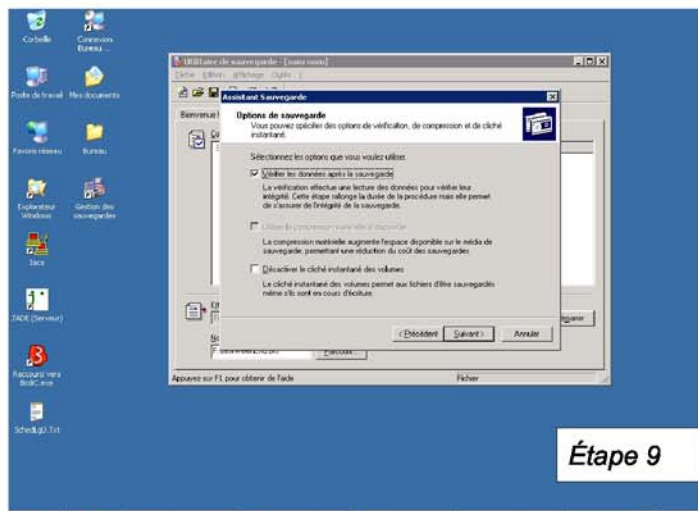 Corbeille
Connexion Bureau ...
Poste de travail
Mes documents
Favoris réseau
Bureau
Explorateur Windows
Gestion des sauvegardes
Jacs
JADE (Serveur)
Raccourci vers
SchedLgU.Txt
Utilitaire de sauvegarde - [sans nom]
Assistant Sauvegarde
Options de sauvegarde
Vous pouvez spécifier des options de vérification, de compression et de cliché
instantané.
Sélectionnez les options que vous voulez utiliser.
Vérifier les données après la sauvegarde
La vérification effectue une lecture des données pour vérifier leur
intégrité. Cette étape rallonge la durée de la procédure mais elle permet
de s'assurer de l'intégrité de la sauvegarde.
Utiliser la compression matérielle si disponible
La compression matérielle augmente l'espace disponible sur le média de
sauvegarde, permettant une réduction du coût des sauvegardes.
Désactiver le cliché instantané des volumes
Le cliché instantané des volumes permet aux fichiers d'être sauvegardés
même s'ils sont en cours d'écriture.
< Précédent
Suivant >
Annuler
Parcourir...
Appuyez sur F1 pour obtenir de l'aide
Fichier
Étape 9